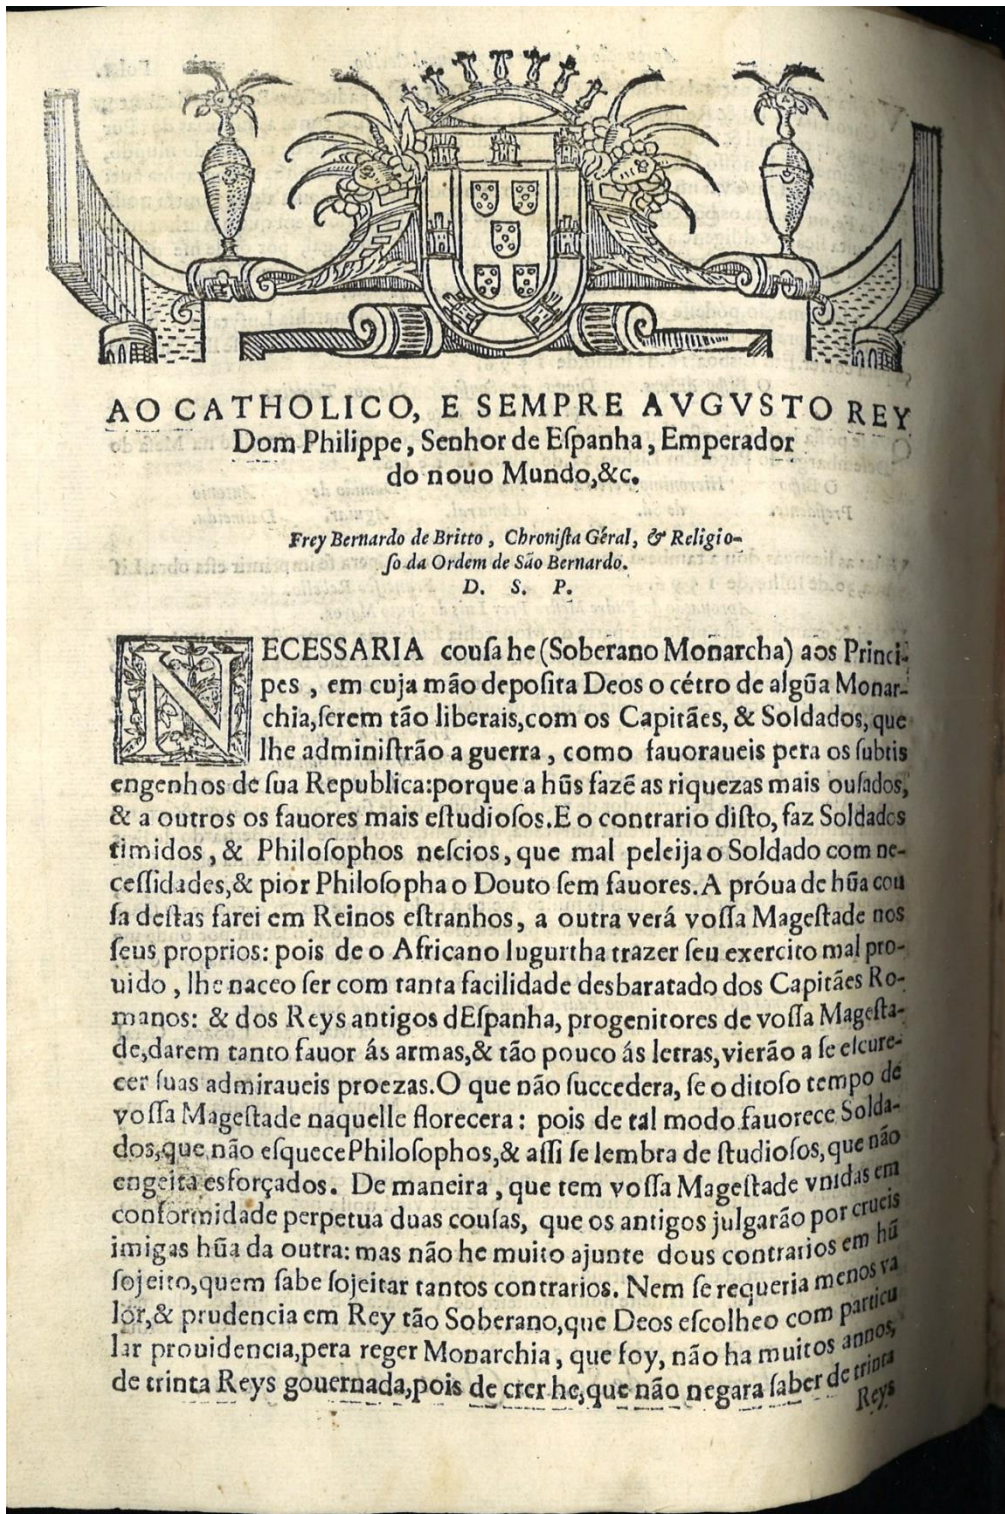 AO CATHOLICO, E SEMPRE AVGVSTO REY
Dom Philippe, Senhor de Eſpanha, Emperador
do nouo Mundo,&c.
Frey Bernardo de Britto, Chroniſta Géral, & Religio-
ſo da Ordem de São Bernardo.
D. S. P.
NECESSARIA couſa he (Soberano Monarcha) aos Princi-
pes, em cuja mão depoſita Deos o cétro de algũa Monar-
chia,ſerem tão liberais,com os Capitães, & Soldados, que
lhe adminiſtrão a guerra, como fauoraueis pera os ſubtis
engenhos de ſua Republica:porque a hũs fazẽ as riquezas mais ouſados,
& a outros os fauores mais eſtudioſos.E o contrario diſto, faz Soldados
timidos, & Philoſophos neſcios, que mal peleija o Soldado com ne-
ceſſidades,& pior Philoſopha o Douto ſem fauores. A próua de hũa cou
ſa deſtas farei em Reinos eſtranhos, a outra verá voſſa Mageſtade nos
ſeus proprios: pois de o Africano Iugurtha trazer ſeu exercito mal pro-
uido, lhe naceo ſer com tanta facilidade desbaratado dos Capitães Ro-
manos: & dos Reys antigos dEſpanha, progenitores de voſſa Mageſta-
de,darem tanto fauor ás armas,& tão pouco ás letras, vierão a ſe eſcure-
cer ſuas admiraueis proezas.O que não ſuccedera, ſe o ditoſo tempo de
voſſa Mageſtade naquelle florecera: pois de tal modo fauorece Solda-
dos,que não eſquece Philoſophos,& aſſi ſe lembra de ſtudioſos, que não
engeita esforçados. De maneira, que tem voſſa Mageſtade vnidas em
conformidade perpetua duas couſas, que os antigos julgarão por crueis
imigas hũa da outra: mas não he muito ajunte dous contrarios em hũ
ſojeito,quem ſabe ſojeitar tantos contrarios. Nem ſe requeria menos va
lor,& prudencia em Rey tão Soberano,que Deos eſcolheo com particu
lar prouidencia,pera reger Monarchia, que foy, não ha muitos annos,
de trinta Reys gouernada,pois de crer he,que não negara ſaber de trinta
Reys